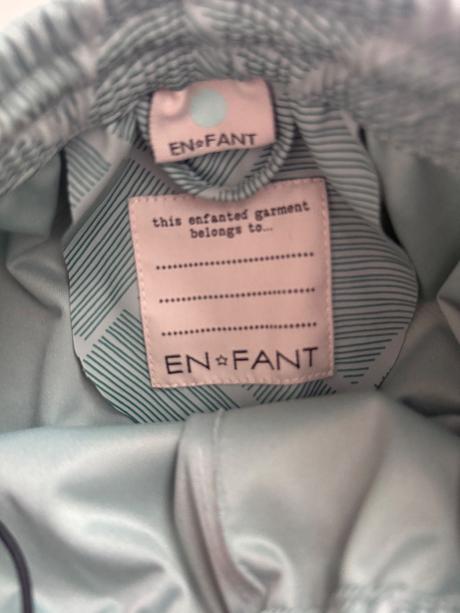 EN☆FANT
this enfanted garment
belongs to...
EN☆FANT